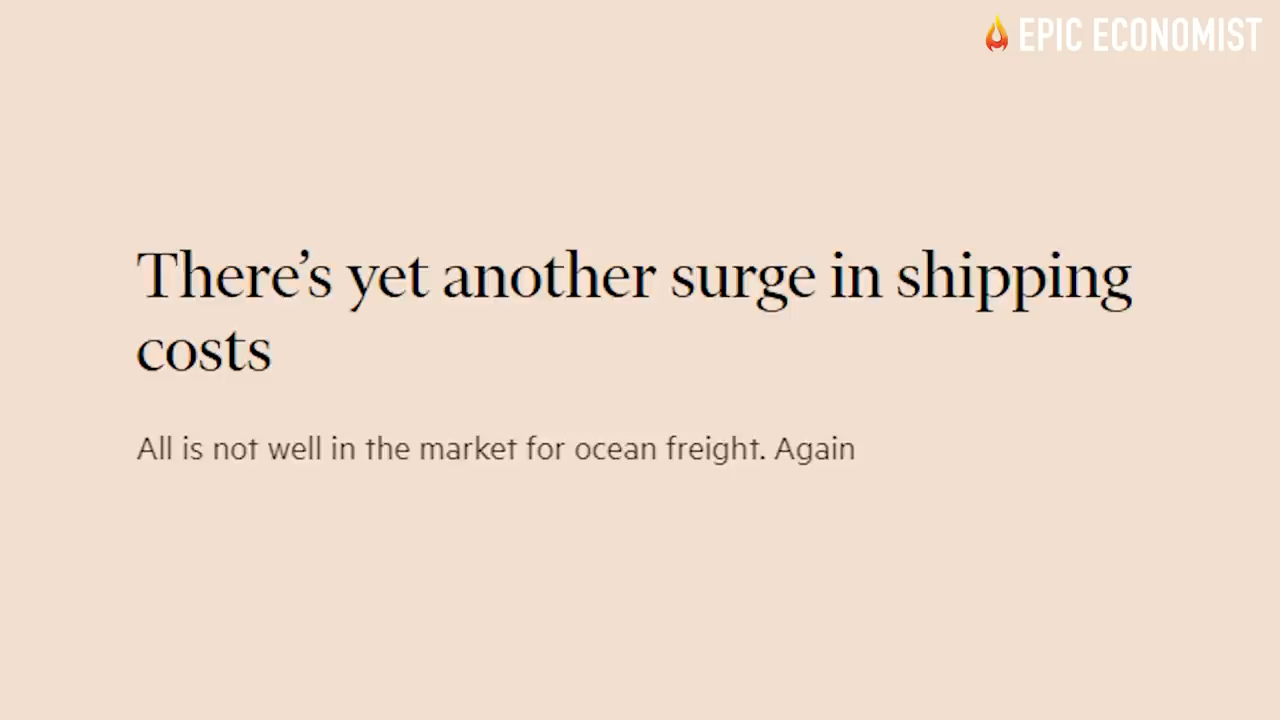 EPIC ECONOMIST
There’s yet another surge in shipping
costs
All is not well in the market for ocean freight. Again